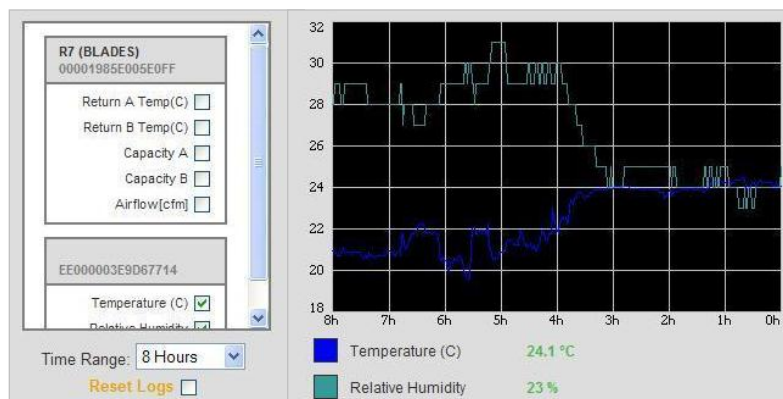 R7 (BLADES)
00001985E005E0FF
Return A Temp(C)
Return B Temp(C)
Capacity A
Capacity B
Airflow[cfm]
EE000003E9D67714
Temperature (C)
Relative Humidity
Time Range: 8 Hours
Reset Logs
32
30
28
26
24
22
20
18
8h 7h 6h 5h 4h 3h 2h 1h 0h
Temperature (C) 24.1 °C
Relative Humidity 23 %